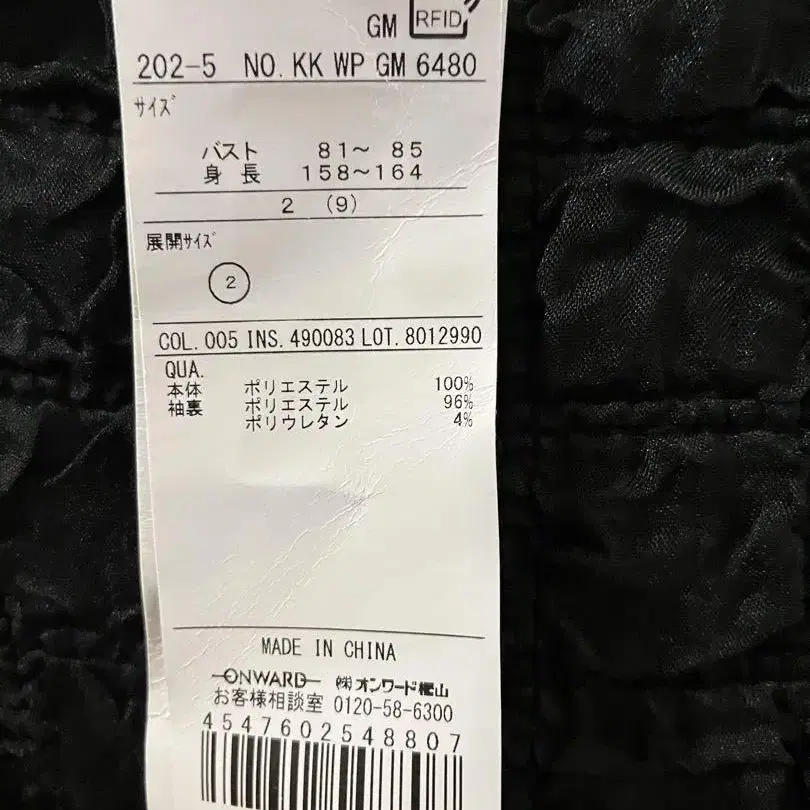 GM RFID
202-5 NO. KK WP GM 6480
サイズ
バスト 81～ 85
身 長 158～164
2 (9)
展開サイズ
2
COL. 005 INS. 490083 LOT. 8012990
QUA.
本体 ポリエステル 100%
袖裏 ポリエステル 96%
ポリウレタン 4%
MADE IN CHINA
ONWARD ㈱オンワード樫山
お客様相談室 0120-58-6300
4547602548807